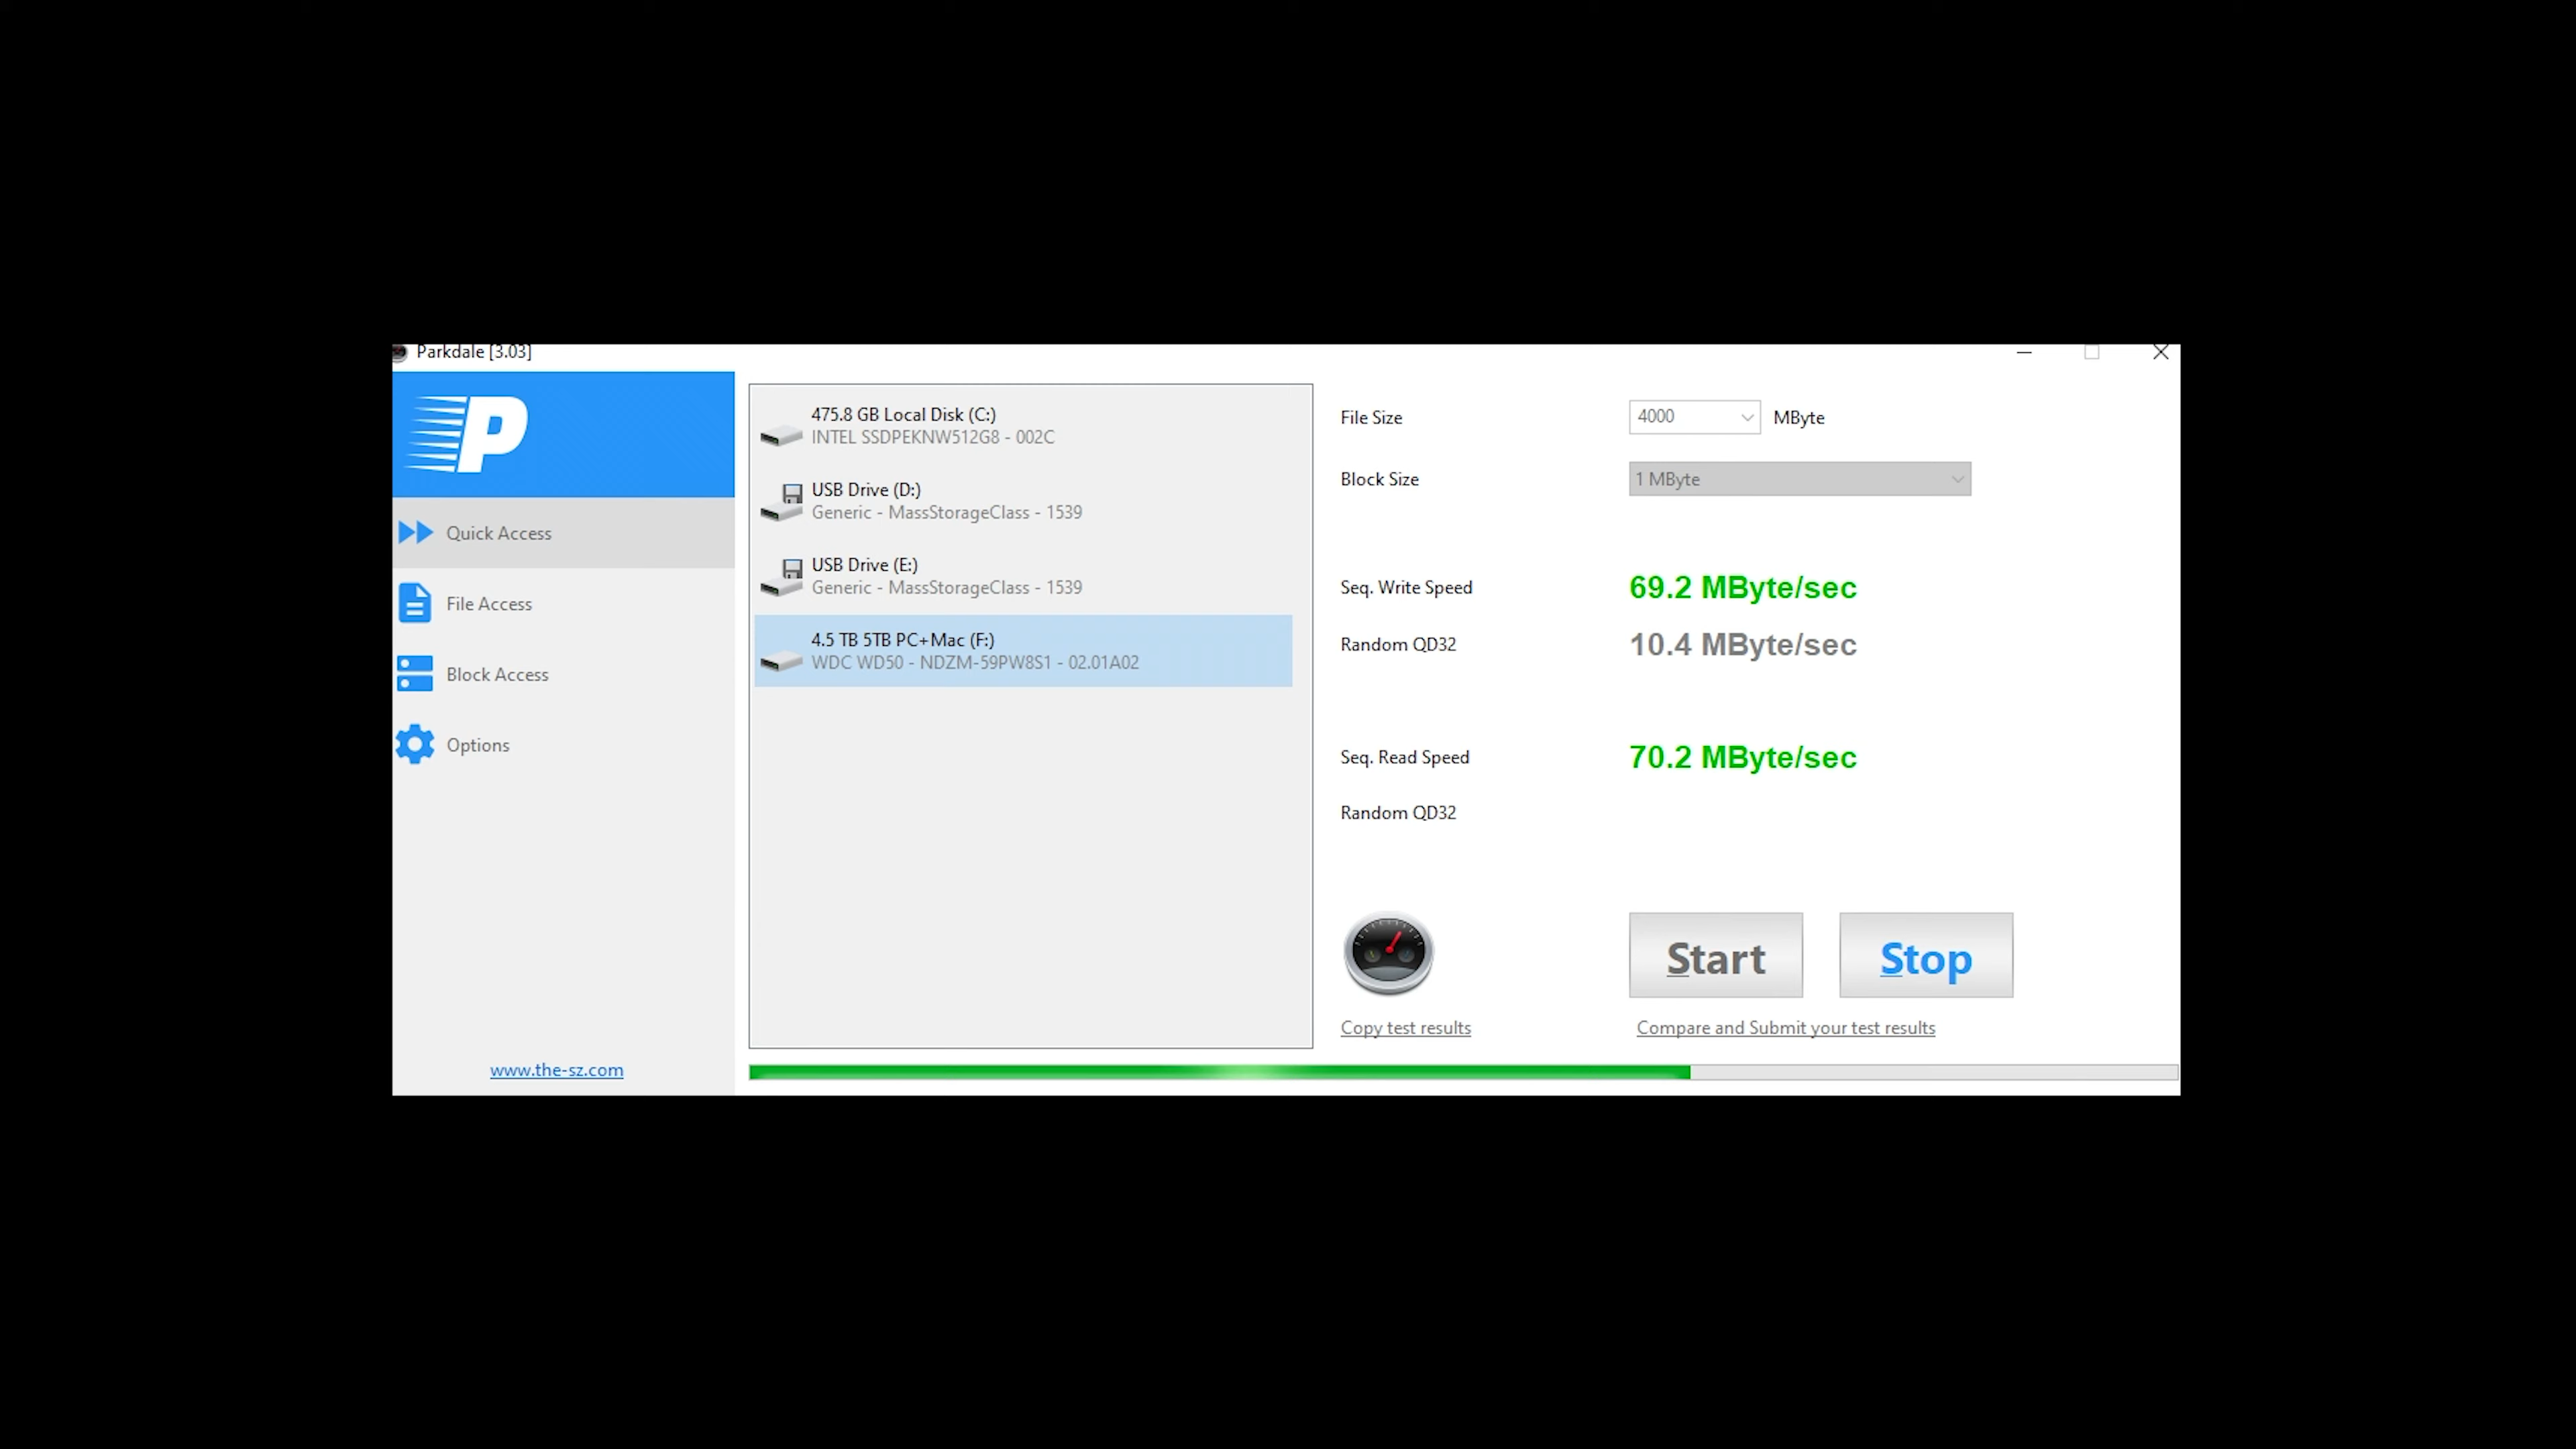 Parkdale [3.03]
P
Quick Access
File Access
Block Access
Options
www.the-sz.com
475.8 GB Local Disk (C:)
INTEL SSDPEKNW512G8 - 002C
USB Drive (D:)
Generic - MassStorageClass - 1539
USB Drive (E:)
Generic - MassStorageClass - 1539
4.5 TB 5TB PC+Mac (F:)
WDC WD50 - NDZM-59PW8S1 - 02.01A02
File Size 4000 MByte
Block Size 1 MByte
Seq. Write Speed 69.2 MByte/sec
Random QD32 10.4 MByte/sec
Seq. Read Speed 70.2 MByte/sec
Random QD32
Start Stop
Copy test results Compare and Submit your test results